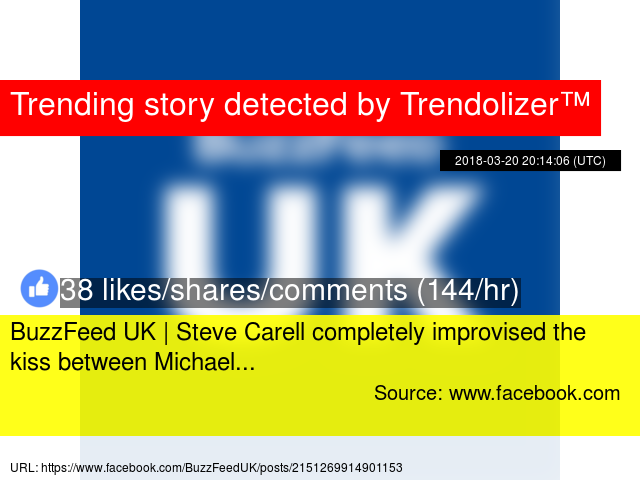 Trending story detected by Trendolizer™
BuzzFeed
2018-03-20 20:14:06 (UTC)
UK
38 likes/shares/comments (144/hr)
BuzzFeed UK | Steve Carell completely improvised the
kiss between Michael...
Source: www.facebook.com
URL: https://www.facebook.com/BuzzFeedUK/posts/2151269914901153